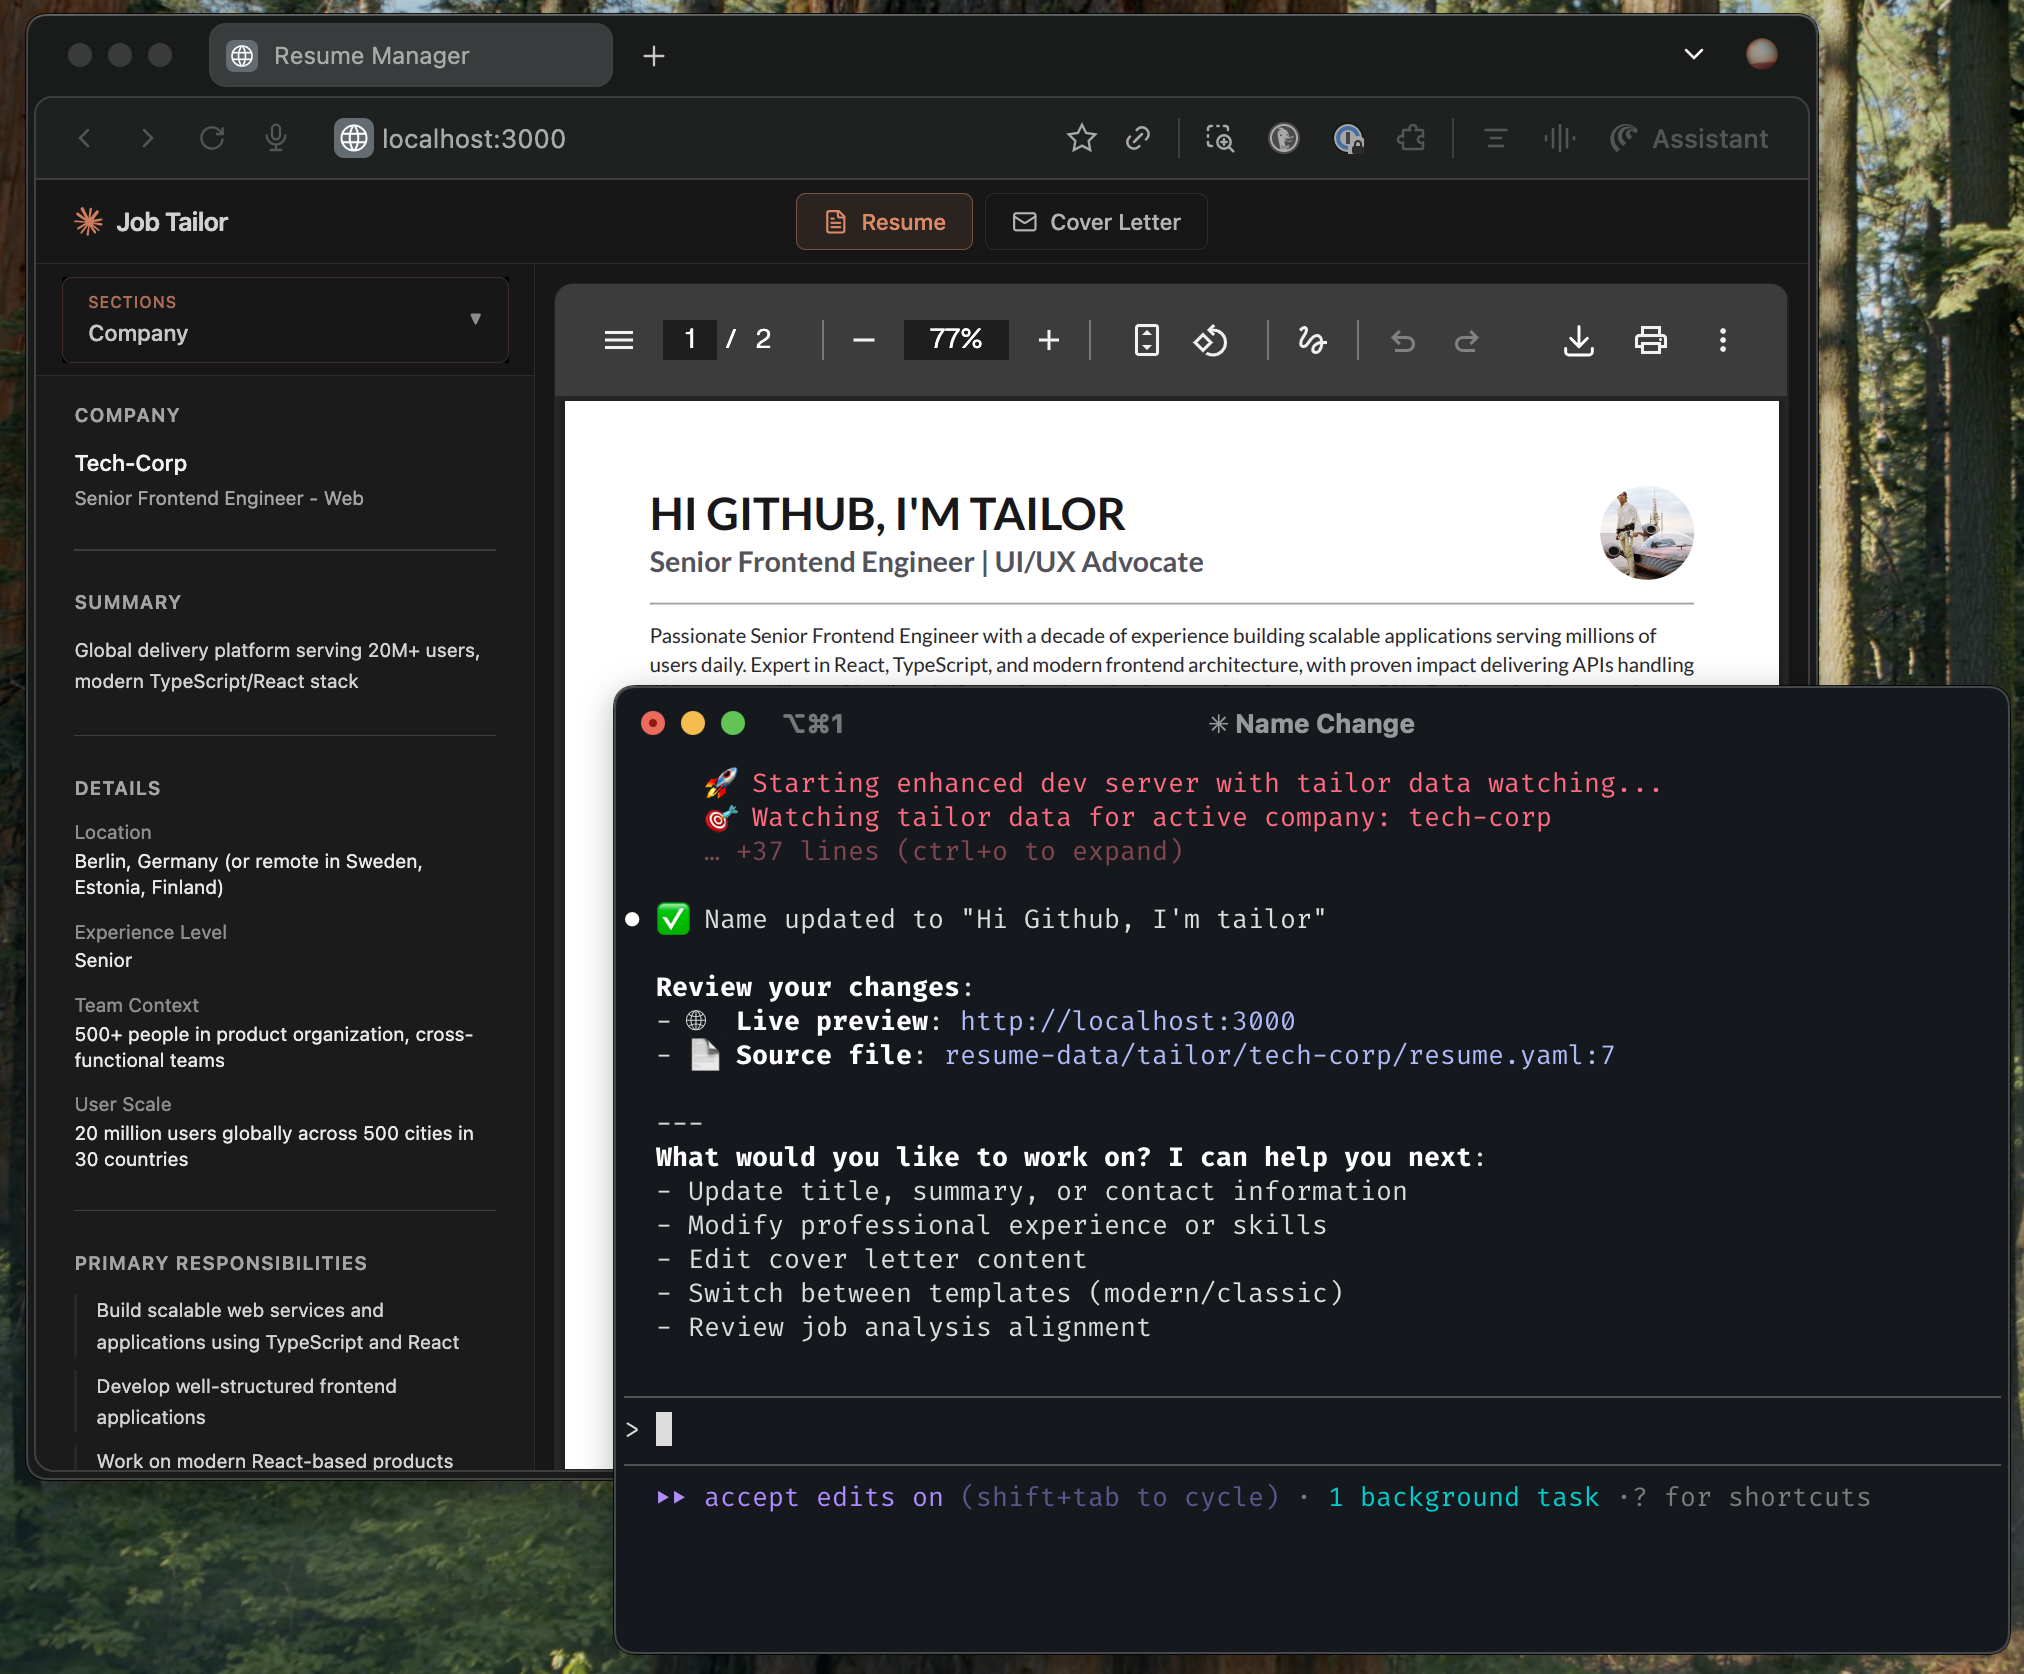 Resume Manager
localhost:3000
Assistant
Job Tailor
Resume
Cover Letter
SECTIONS
Company
COMPANY
Tech-Corp
Senior Frontend Engineer - Web
SUMMARY
Global delivery platform serving 20M+ users,
modern TypeScript/React stack
DETAILS
Location
Berlin, Germany (or remote in Sweden,
Estonia, Finland)
Experience Level
Senior
Team Context
500+ people in product organization, cross-
functional teams
User Scale
20 million users globally across 500 cities in
30 countries
PRIMARY RESPONSIBILITIES
Build scalable web services and
applications using TypeScript and React
Develop well-structured frontend
applications
Work on modern React-based products
1 / 2
77%
HI GITHUB, I'M TAILOR
Senior Frontend Engineer | UI/UX Advocate
Passionate Senior Frontend Engineer with a decade of experience building scalable applications serving millions of
users daily. Expert in React, TypeScript, and modern frontend architecture, with proven impact delivering APIs handling
⌥⌘1
✳ Name Change
🚀 Starting enhanced dev server with tailor data watching...
🎯 Watching tailor data for active company: tech-corp
… +37 lines (ctrl+o to expand)
● ✅ Name updated to "Hi Github, I'm tailor"
Review your changes:
- 🌐 Live preview: http://localhost:3000
- 📄 Source file: resume-data/tailor/tech-corp/resume.yaml:7
---
What would you like to work on? I can help you next:
- Update title, summary, or contact information
- Modify professional experience or skills
- Edit cover letter content
- Switch between templates (modern/classic)
- Review job analysis alignment
>
⏵⏵ accept edits on (shift+tab to cycle) · 1 background task · ? for shortcuts